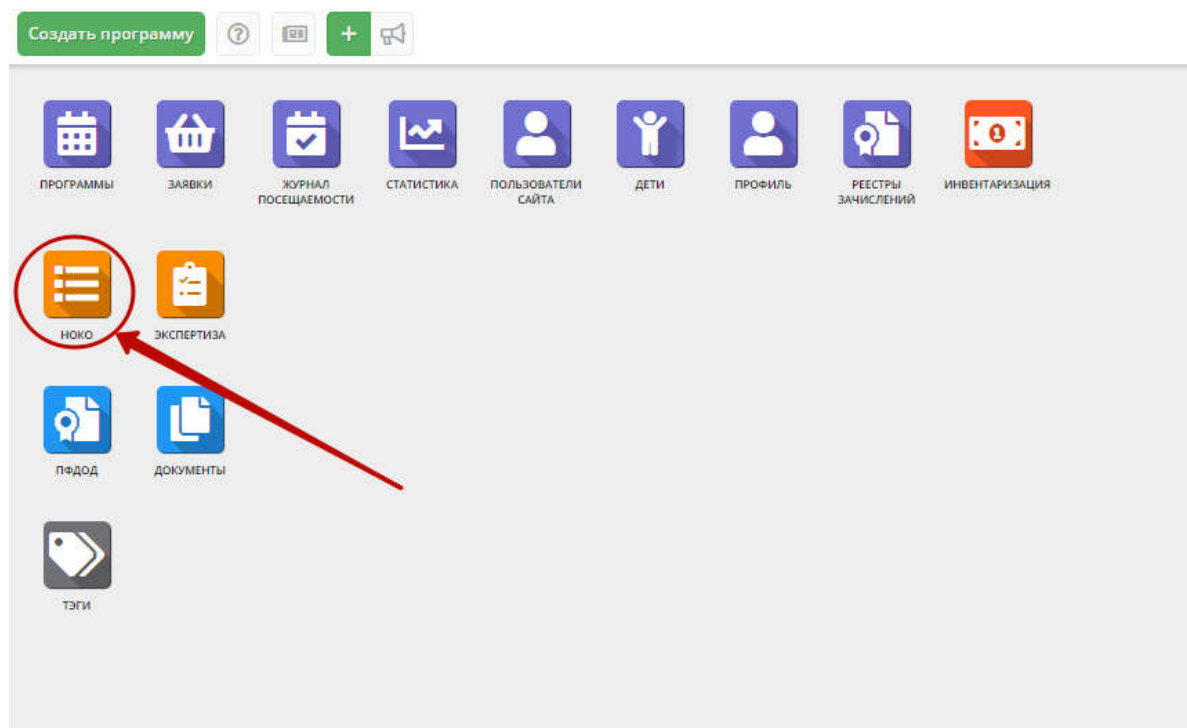 Создать программу
ПРОГРАММЫ
ЗАЯВКИ
ЖУРНАЛ
ПОСЕЩАЕМОСТИ
СТАТИСТИКА
ПОЛЬЗОВАТЕЛИ
САЙТА
ДЕТИ
ПРОФИЛЬ
РЕЕСТРЫ
ЗАЧИСЛЕНИЙ
ИНВЕНТАРИЗАЦИЯ
НОКО
ЭКСПЕРТИЗА
ПФДОД
ДОКУМЕНТЫ
ТЭГИ